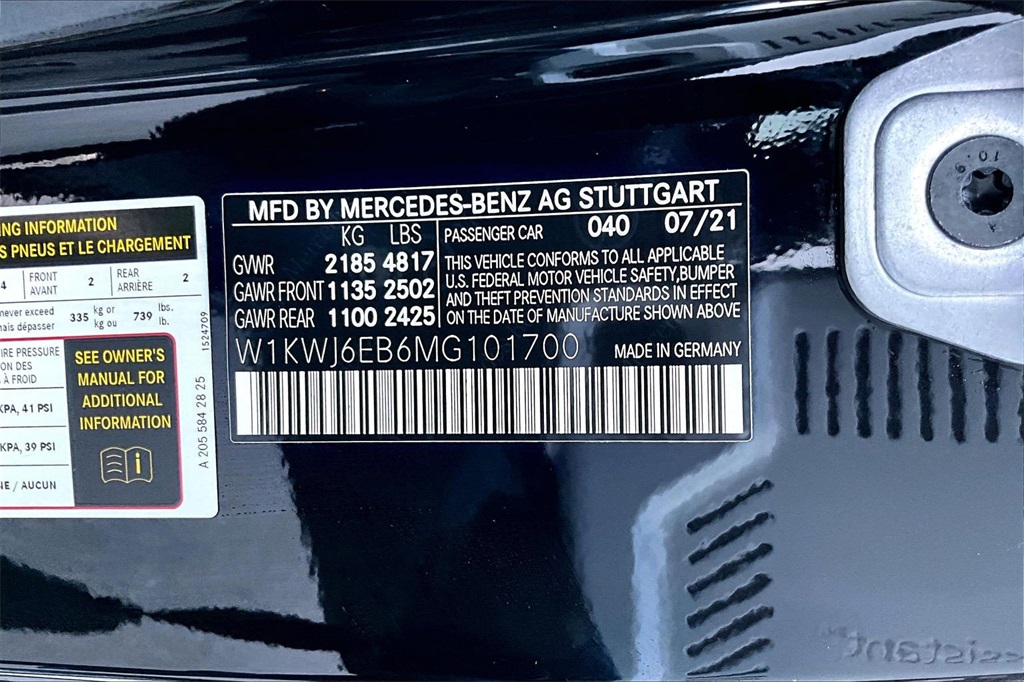 ING INFORMATION
S PNEUS ET LE CHARGEMENT
4 FRONT AVANT 2 REAR ARRIÈRE 2
never exceed 335 kg or 739 lbs.
mais dépasser kg ou lb.
IRE PRESSURE
ION DES
À FROID
KPA, 41 PSI
KPA, 39 PSI
NE / AUCUN
SEE OWNER'S
MANUAL FOR
ADDITIONAL
INFORMATION
i
1524709
A 205 584 28 25
MFD BY MERCEDES-BENZ AG STUTTGART
KG LBS
GVWR 2185 4817
GAWR FRONT 1135 2502
GAWR REAR 1100 2425
PASSENGER CAR 040 07/21
THIS VEHICLE CONFORMS TO ALL APPLICABLE
U.S. FEDERAL MOTOR VEHICLE SAFETY,BUMPER
AND THEFT PREVENTION STANDARDS IN EFFECT
ON THE DATE OF MANUFACTURE SHOWN ABOVE
W1KWJ6EB6MG101700 MADE IN GERMANY
10.9